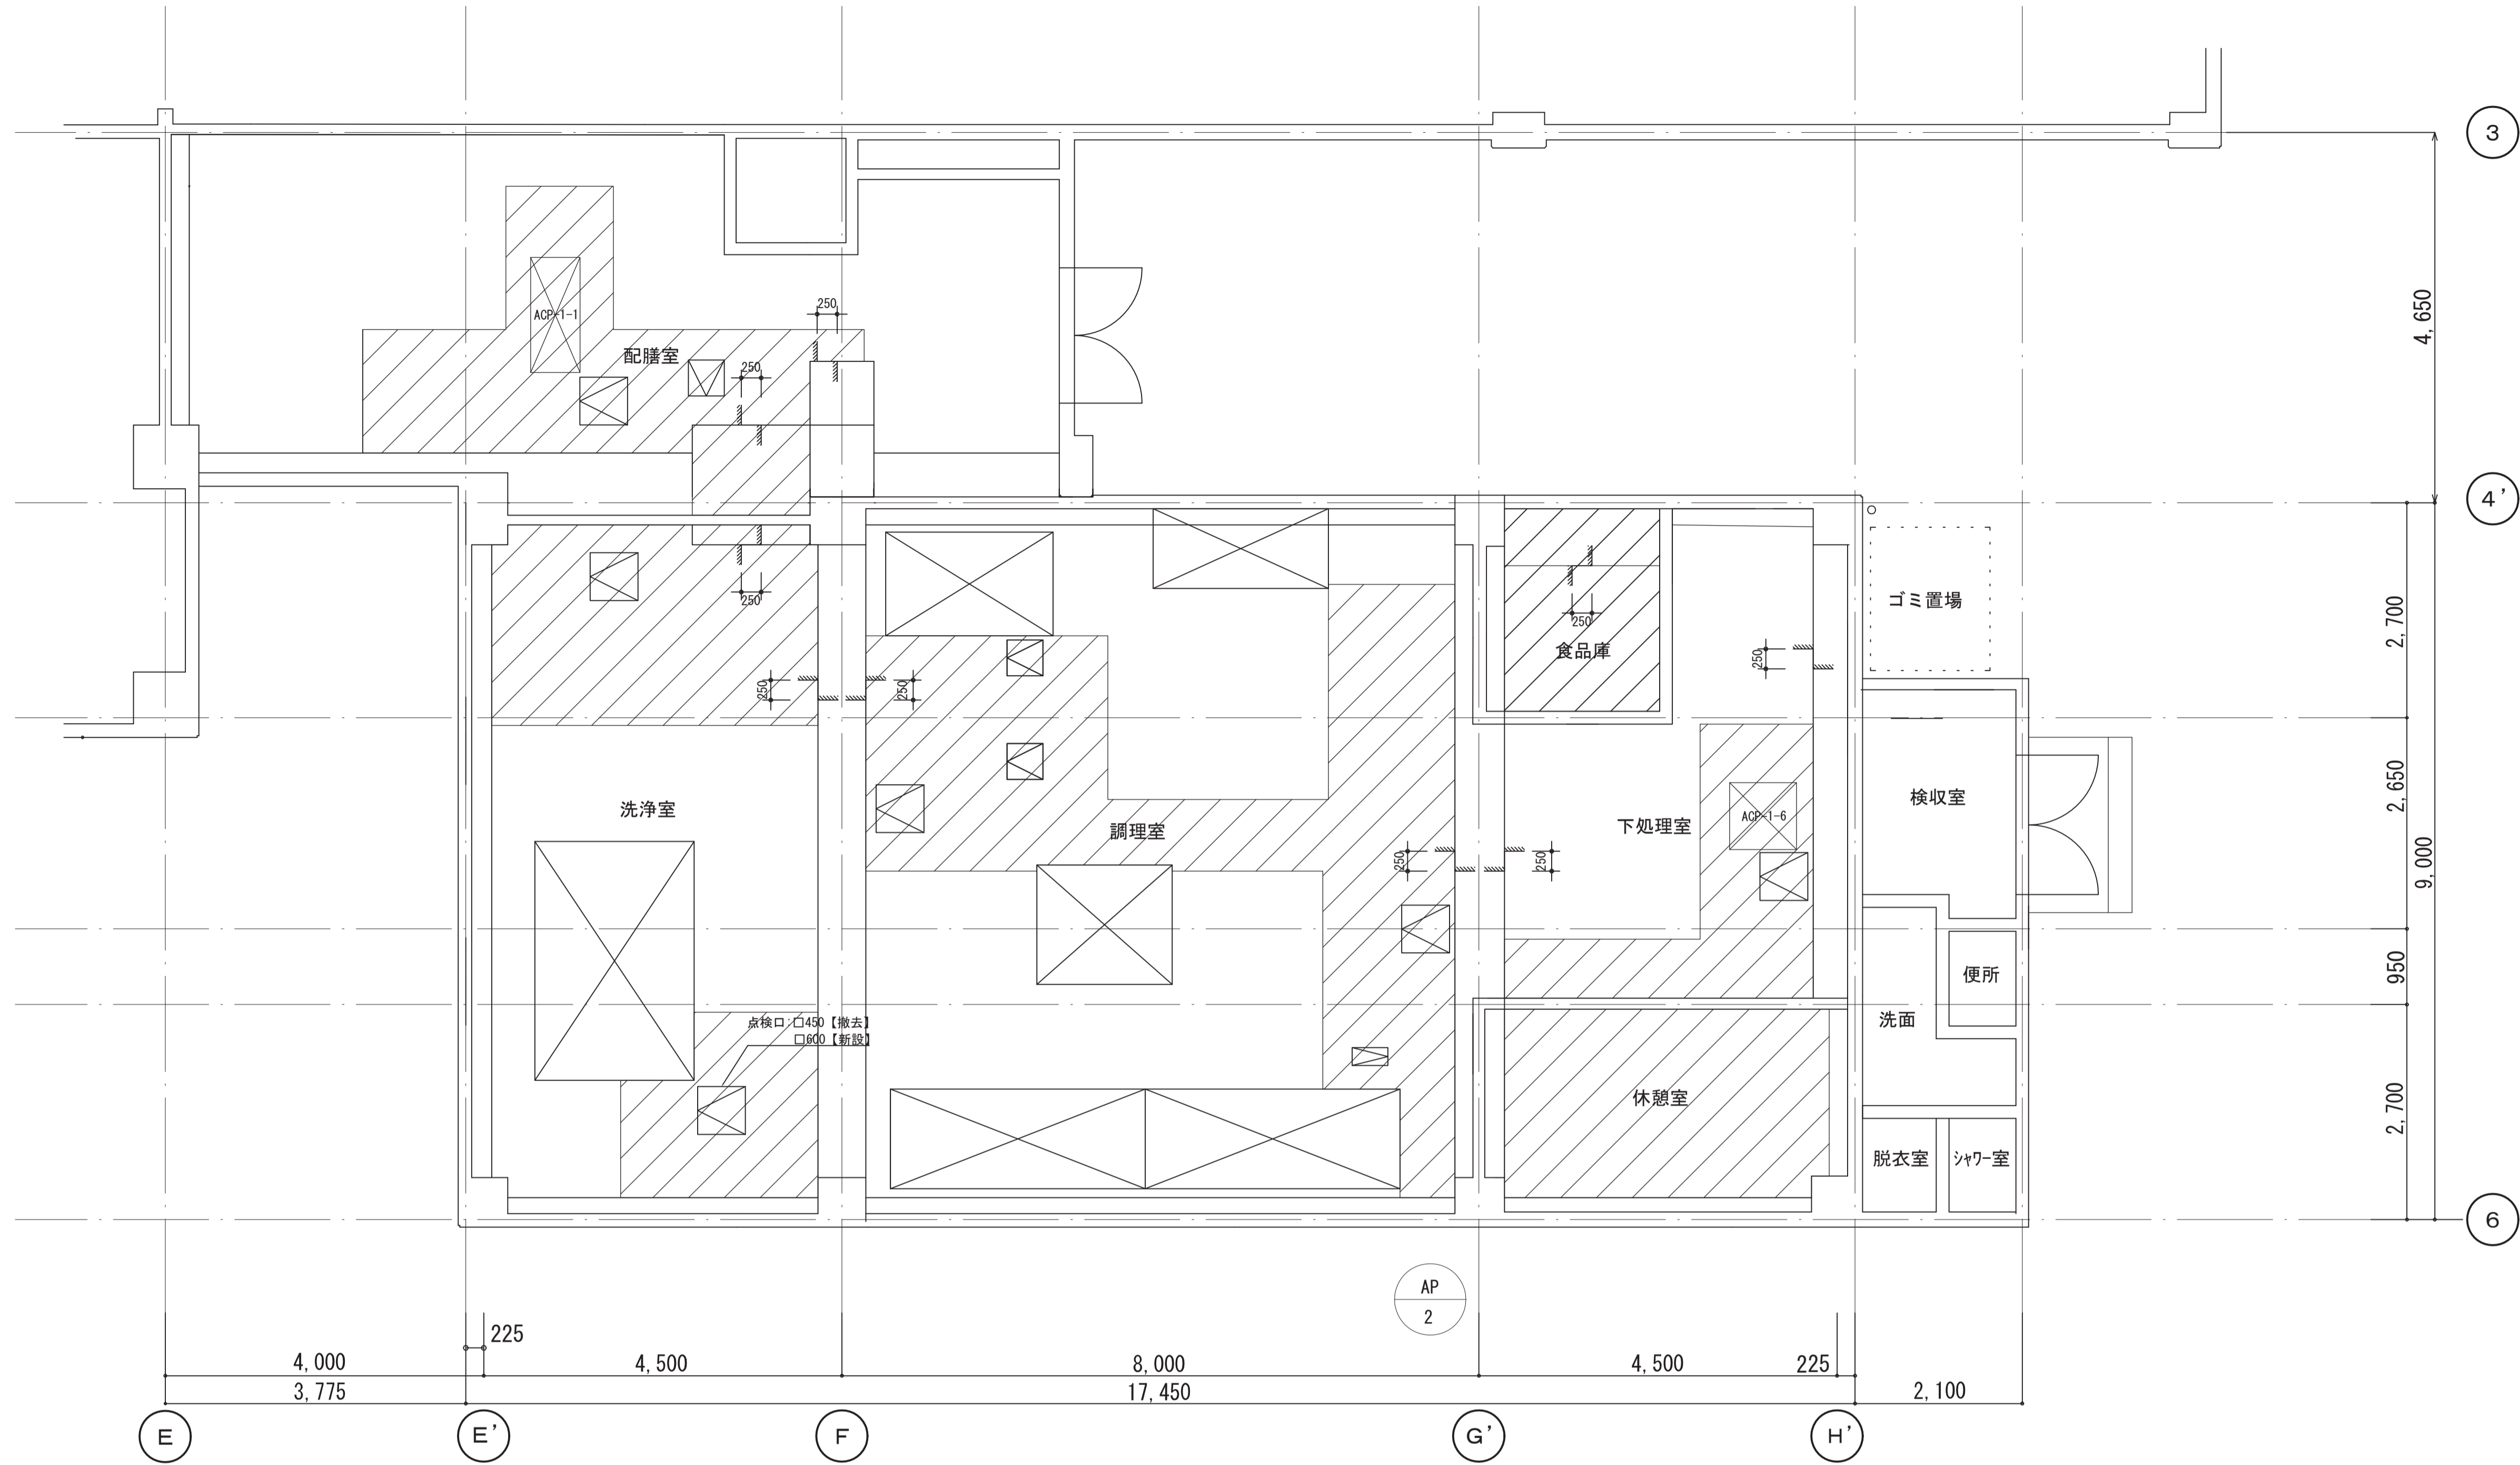 3
4,650
ACP-1-1
250
配膳室
250
4’
ゴミ置場
2,700
250
250
食品庫
250
250
250
洗浄室
調理室
下処理室
ACP-1-6
検収室
2,650
250
250
9,000
便所
950
点検口:□450【撤去】
□600【新設】
洗面
休憩室
2,700
脱衣室
シャワー室
6
AP
2
225
4,000
4,500
8,000
4,500
225
3,775
17,450
2,100
E
E’
F
G’
H’